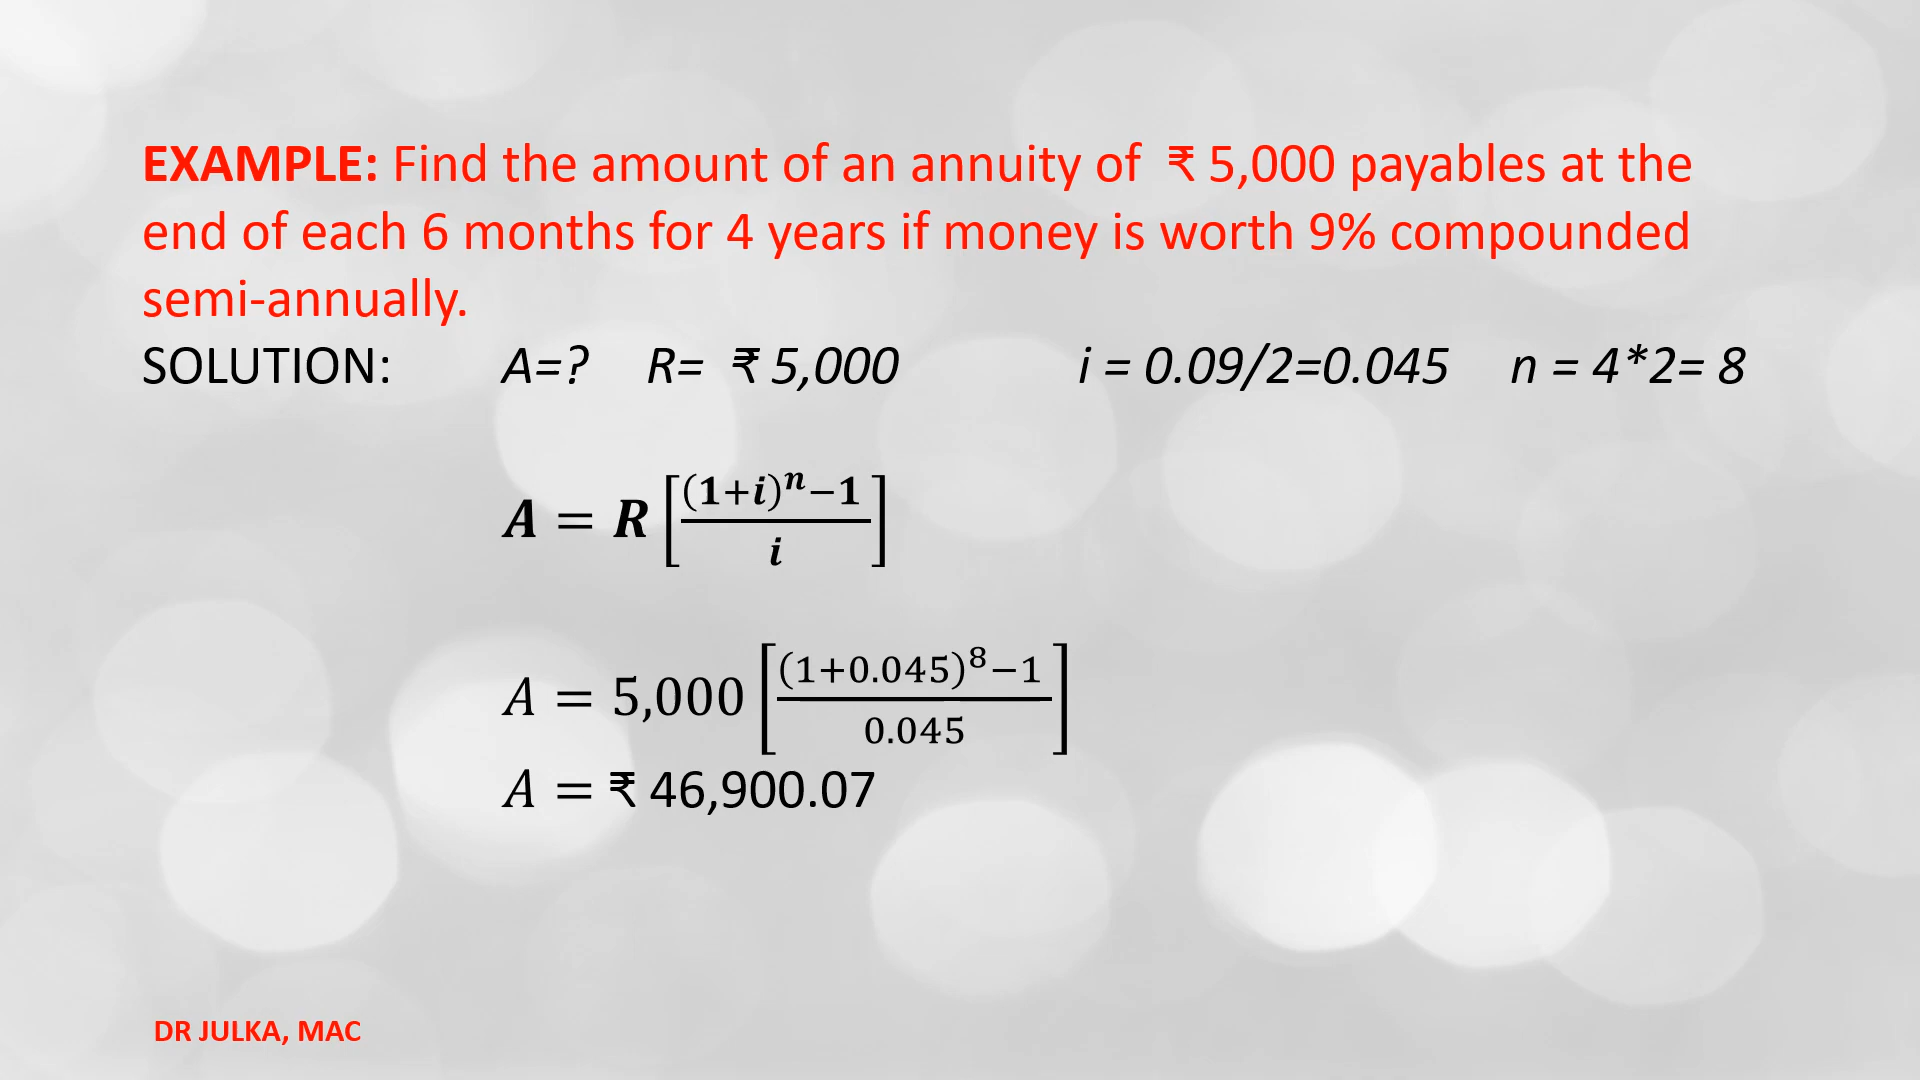 EXAMPLE: Find the amount of an annuity of ₹ 5,000 payables at the
end of each 6 months for 4 years if money is worth 9% compounded
semi-annually.
SOLUTION: A=? R= ₹ 5,000 i = 0.09/2=0.045 n = 4*2= 8
A = R [((1+i)^n−1)/i]
A = 5,000 [((1+0.045)^8−1)/0.045]
A = ₹ 46,900.07
DR JULKA, MAC